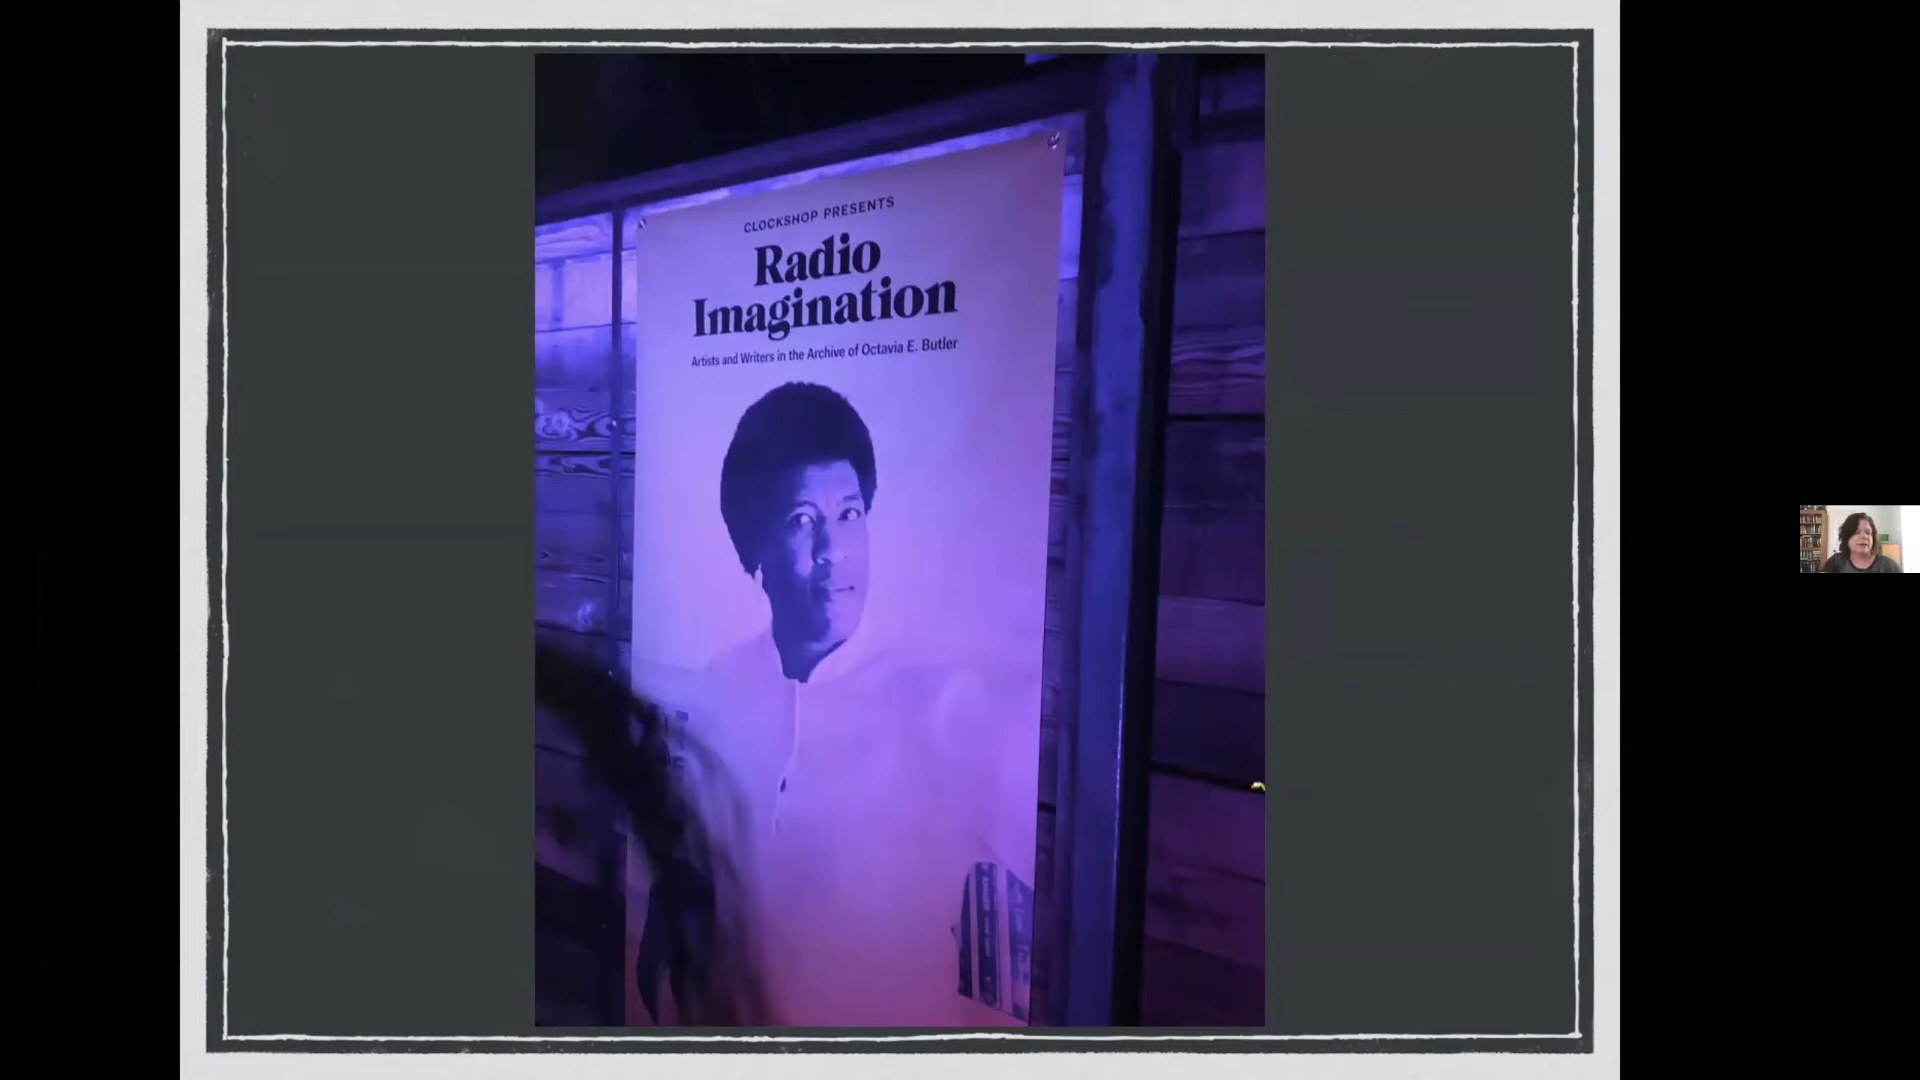 CLOCKSHOP PRESENTS
Radio
Imagination
Artists and Writers in the Archive of Octavia E. Butler